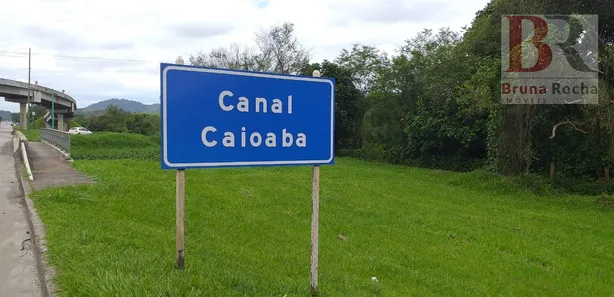 BR
Bruna Rocha
IMÓVEIS
Canal
Caioaba